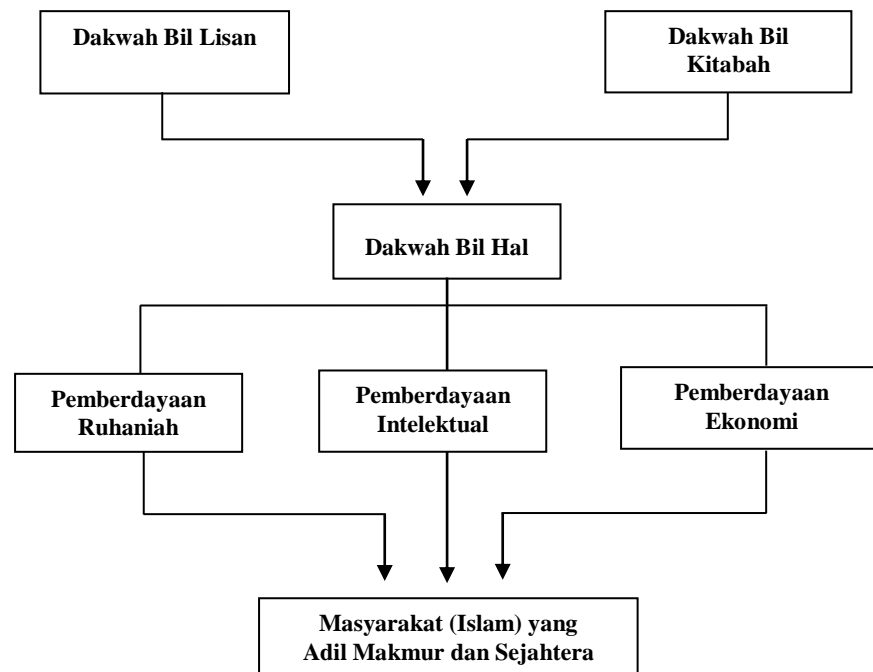 Dakwah Bil Lisan
Dakwah Bil
Kitabah
Dakwah Bil Hal
Pemberdayaan
Ruhaniah
Pemberdayaan
Intelektual
Pemberdayaan
Ekonomi
Masyarakat (Islam) yang
Adil Makmur dan Sejahtera